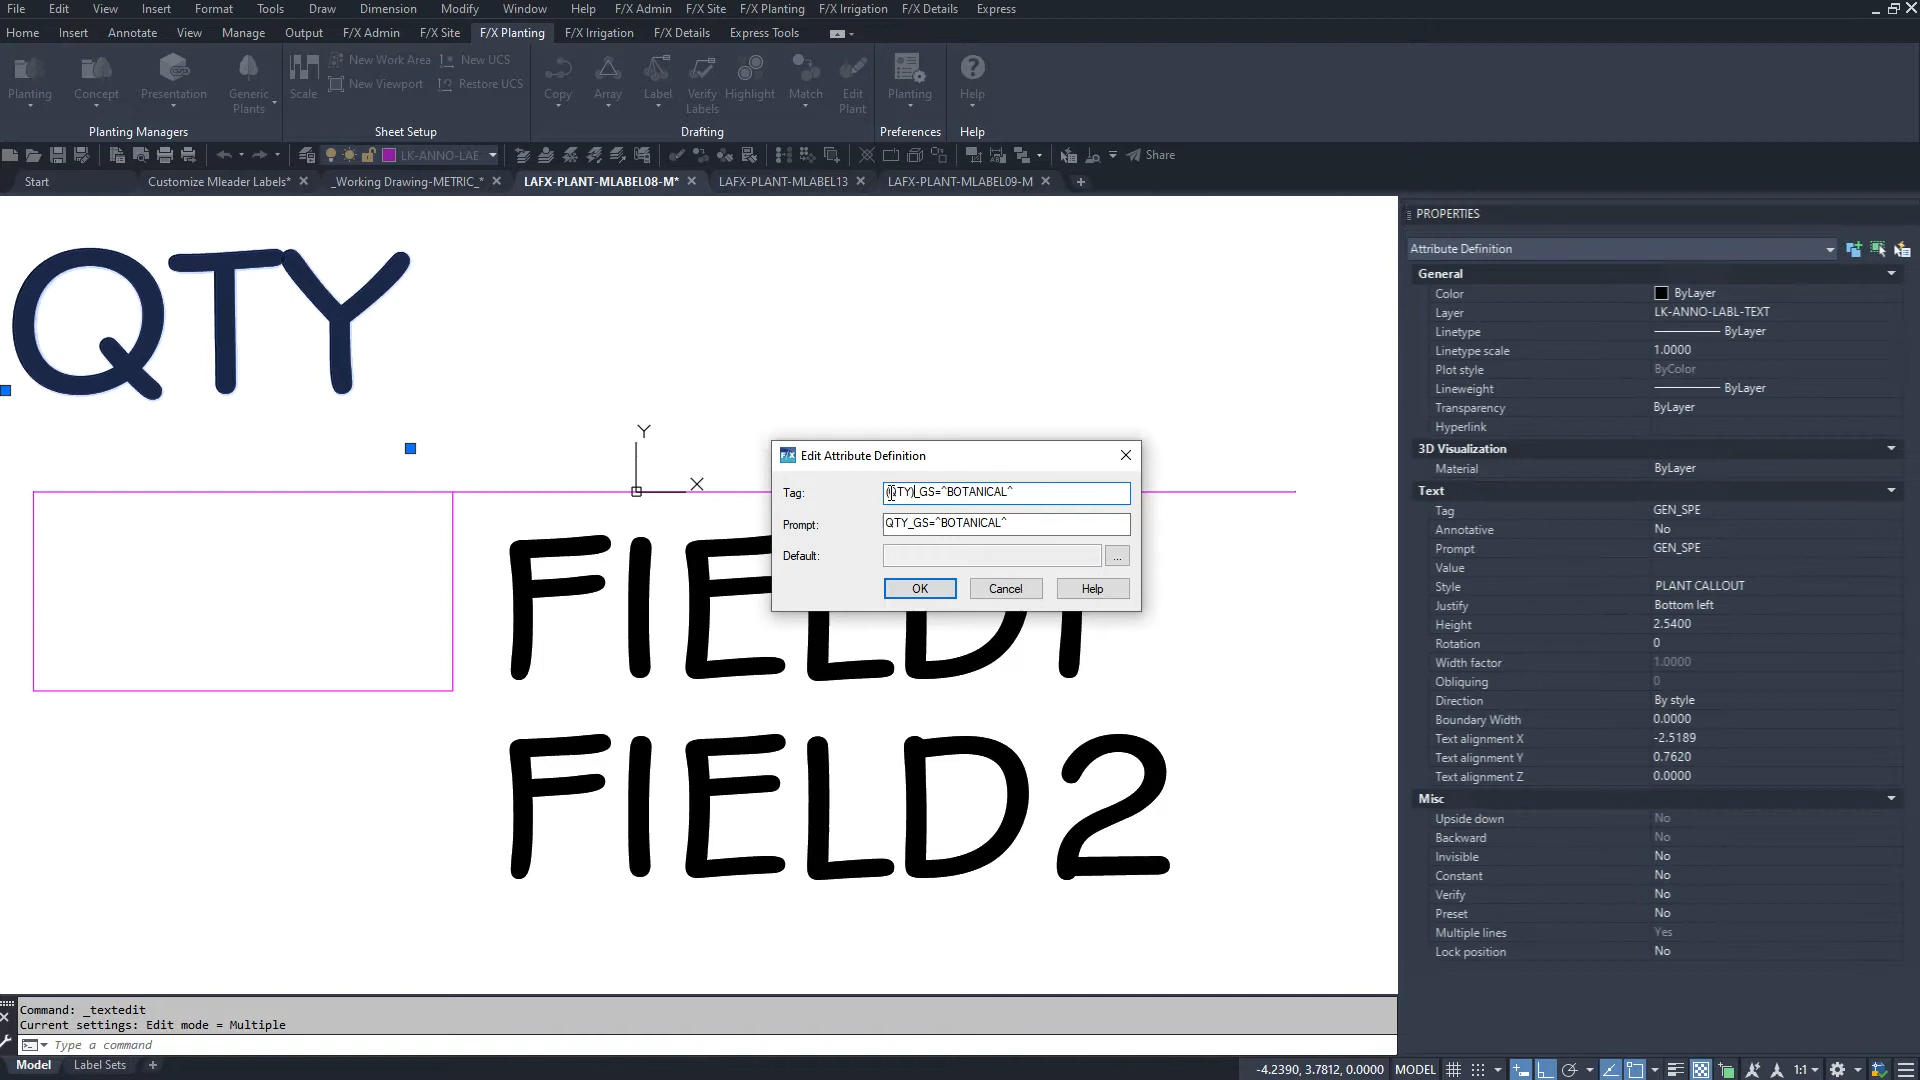 File Edit View Insert Format Tools Draw Dimension Modify Window Help F/X Admin F/X Site F/X Planting F/X Irrigation F/X Details Express
Home Insert Annotate View Manage Output F/X Admin F/X Site F/X Planting F/X Irrigation F/X Details Express Tools
New Work Area New UCS
New Viewport Restore UCS
Planting Concept Presentation Generic Plants Scale Copy Array Label Verify Labels Highlight Match Edit Plant Planting Help
Planting Managers Sheet Setup Drafting Preferences Help
LK-ANNO-LAE Share
Start Customize Mleader Labels* _Working Drawing-METRIC_* LAFX-PLANT-MLABEL08-M* LAFX-PLANT-MLABEL13 LAFX-PLANT-MLABEL09-M
QTY
Y
X
FIELD1
FIELD2
F/X Edit Attribute Definition
Tag: (QTY)_GS=^BOTANICAL^
Prompt: QTY_GS=^BOTANICAL^
Default: ...
OK Cancel Help
PROPERTIES
Attribute Definition
General
Color ByLayer
Layer LK-ANNO-LABL-TEXT
Linetype ByLayer
Linetype scale 1.0000
Plot style ByColor
Lineweight ByLayer
Transparency ByLayer
Hyperlink
3D Visualization
Material ByLayer
Text
Tag GEN_SPE
Annotative No
Prompt GEN_SPE
Value
Style PLANT CALLOUT
Justify Bottom left
Height 2.5400
Rotation 0
Width factor 1.0000
Obliquing 0
Direction By style
Boundary Width 0.0000
Text alignment X -2.5189
Text alignment Y 0.7620
Text alignment Z 0.0000
Misc
Upside down No
Backward No
Invisible No
Constant No
Verify No
Preset No
Multiple lines Yes
Lock position No
Command: _textedit
Current settings: Edit mode = Multiple
Type a command
Model Label Sets
-4.2390, 3.7812, 0.0000 MODEL 1:1